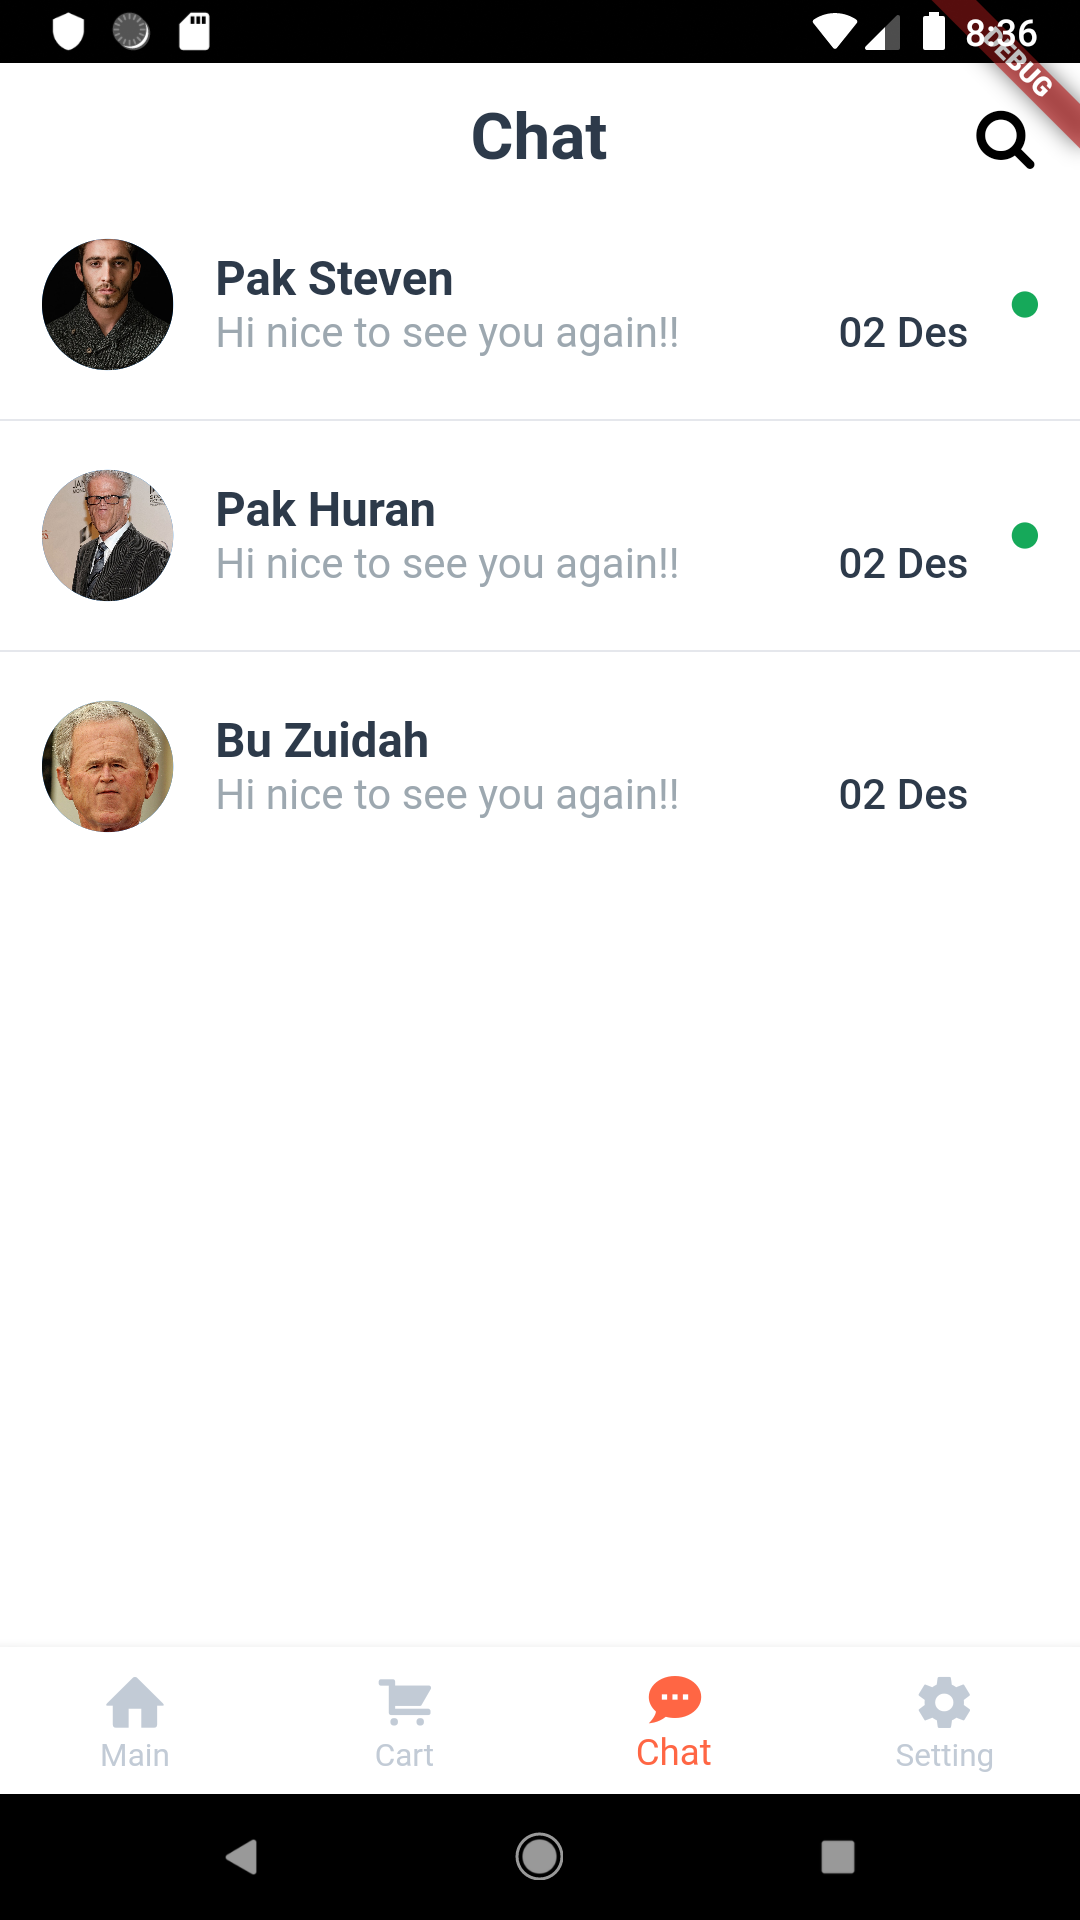 8:36
DEBUG
Chat
Pak Steven
Hi nice to see you again!!
02 Des
Pak Huran
Hi nice to see you again!!
02 Des
Bu Zuidah
Hi nice to see you again!!
02 Des
Main
Cart
Chat
Setting